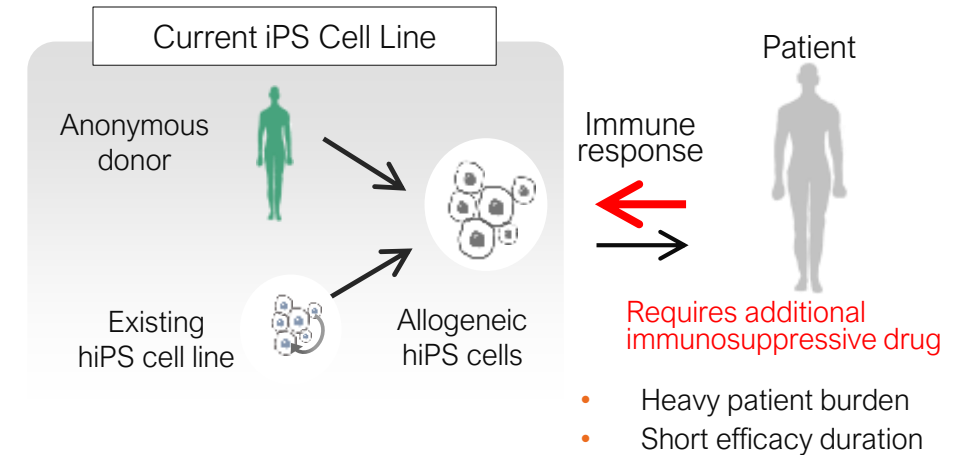 Current iPS Cell Line
Patient
Anonymous
donor
Immune
response
Existing
hiPS cell line
Allogeneic
hiPS cells
Requires additional
immunosuppressive drug
• Heavy patient burden
• Short efficacy duration